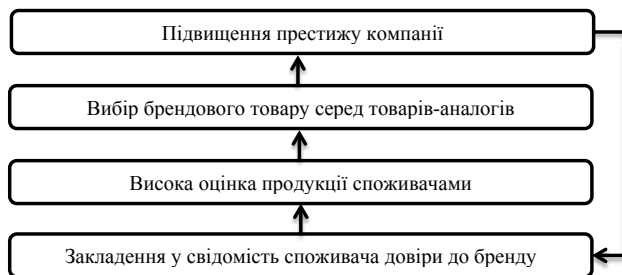 Підвищення престижу компанії
Вибір брендового товару серед товарів-аналогів
Висока оцінка продукції споживачами
Закладення у свідомість споживача довіри до бренду